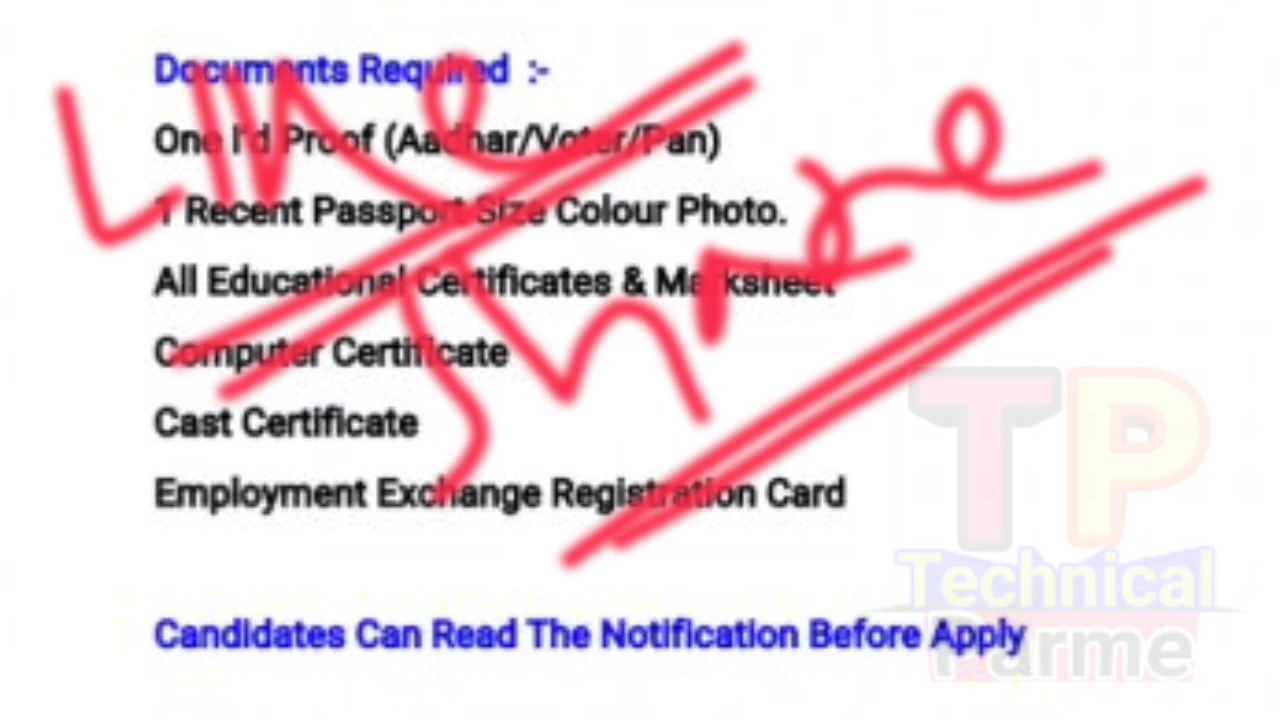 Documents Required :-
One I'd Proof (Aadhar/Voter/Pan)
1 Recent Passport Size Colour Photo.
All Educational Certificates & Marksheet
Computer Certificate
Cast Certificate
Employment Exchange Registration Card
Candidates Can Read The Notification Before Apply
Like
Share
TP
Technical
Parme